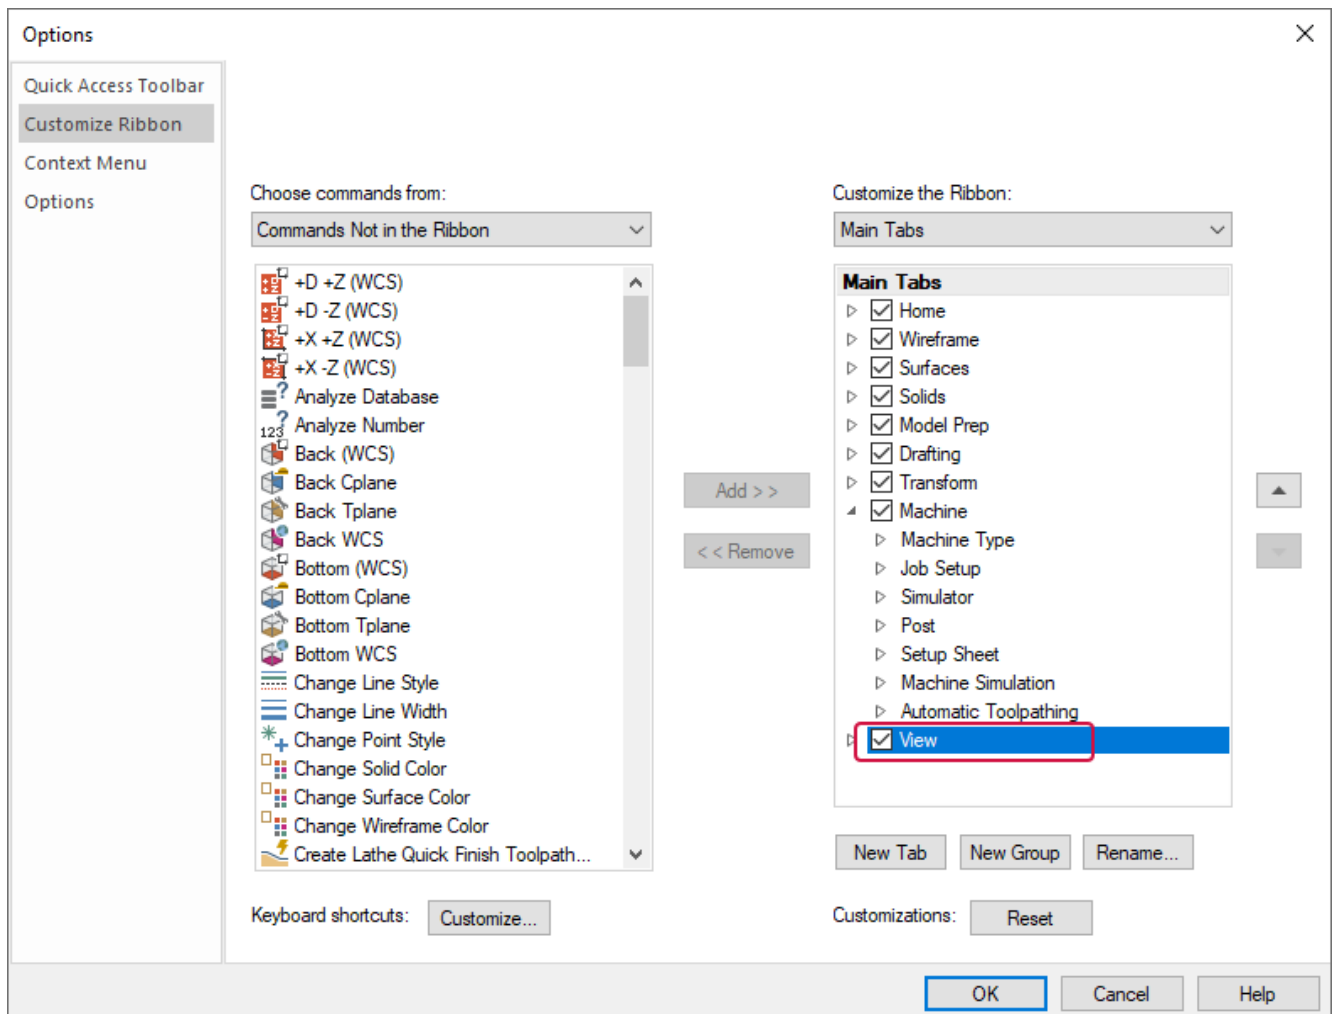 Options
Quick Access Toolbar
Customize Ribbon
Context Menu
Options
Choose commands from:
Commands Not in the Ribbon
+D +Z (WCS)
+D -Z (WCS)
+X +Z (WCS)
+X -Z (WCS)
Analyze Database
Analyze Number
Back (WCS)
Back Cplane
Back Tplane
Back WCS
Bottom (WCS)
Bottom Cplane
Bottom Tplane
Bottom WCS
Change Line Style
Change Line Width
Change Point Style
Change Solid Color
Change Surface Color
Change Wireframe Color
Create Lathe Quick Finish Toolpath...
Keyboard shortcuts:
Customize...
Add > >
< < Remove
Customize the Ribbon:
Main Tabs
Main Tabs
Home
Wireframe
Surfaces
Solids
Model Prep
Drafting
Transform
Machine
Machine Type
Job Setup
Simulator
Post
Setup Sheet
Machine Simulation
Automatic Toolpathing
View
New Tab
New Group
Rename...
Customizations:
Reset
OK
Cancel
Help